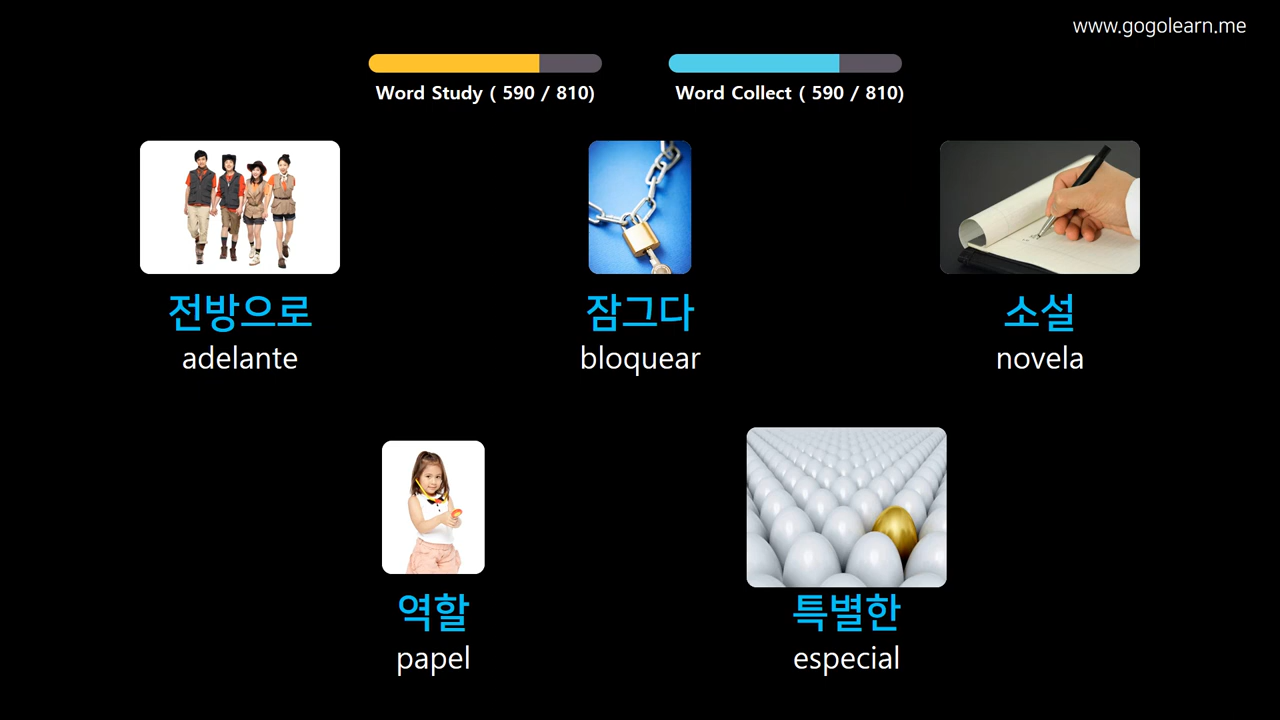 www.gogolearn.me
Word Study ( 590 / 810)
Word Collect ( 590 / 810)
전방으로
adelante
잠그다
bloquear
소설
novela
역할
papel
특별한
especial